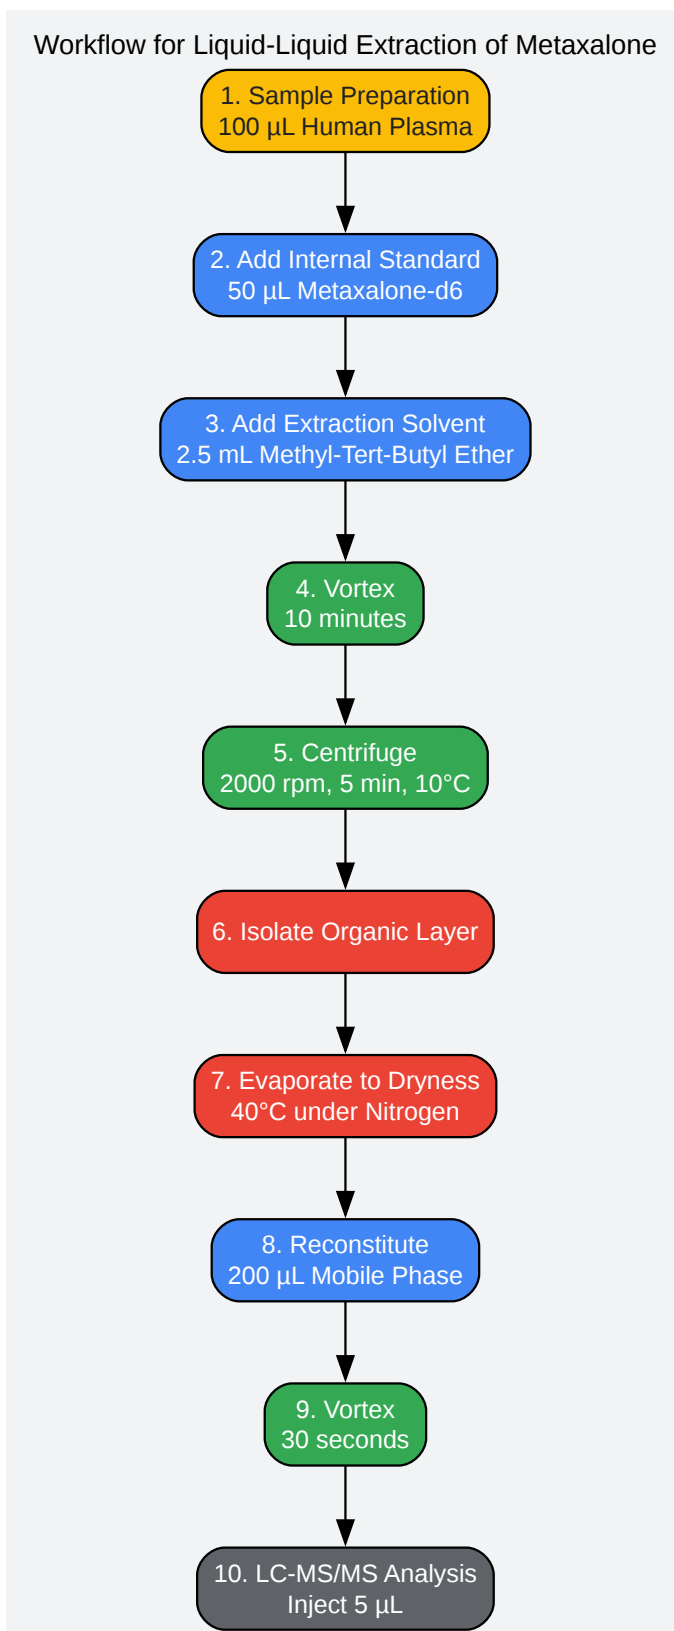 Workflow for Liquid-Liquid Extraction of Metaxalone
1. Sample Preparation
100 µL Human Plasma
2. Add Internal Standard
50 µL Metaxalone-d6
3. Add Extraction Solvent
2.5 mL Methyl-Tert-Butyl Ether
4. Vortex
10 minutes
5. Centrifuge
2000 rpm, 5 min, 10°C
6. Isolate Organic Layer
7. Evaporate to Dryness
40°C under Nitrogen
8. Reconstitute
200 µL Mobile Phase
9. Vortex
30 seconds
10. LC-MS/MS Analysis
Inject 5 µL